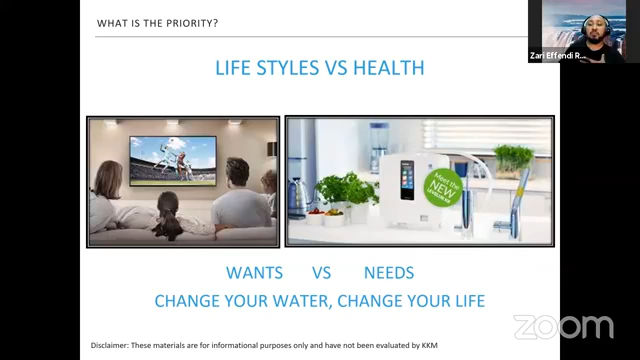 WHAT IS THE PRIORITY?
Zari Effendi R...
LIFE STYLES VS HEALTH
Meet the
NEW
WANTS VS NEEDS
CHANGE YOUR WATER, CHANGE YOUR LIFE
zoom
Disclaimer: These materials are for informational purposes only and have not been evaluated by KKM